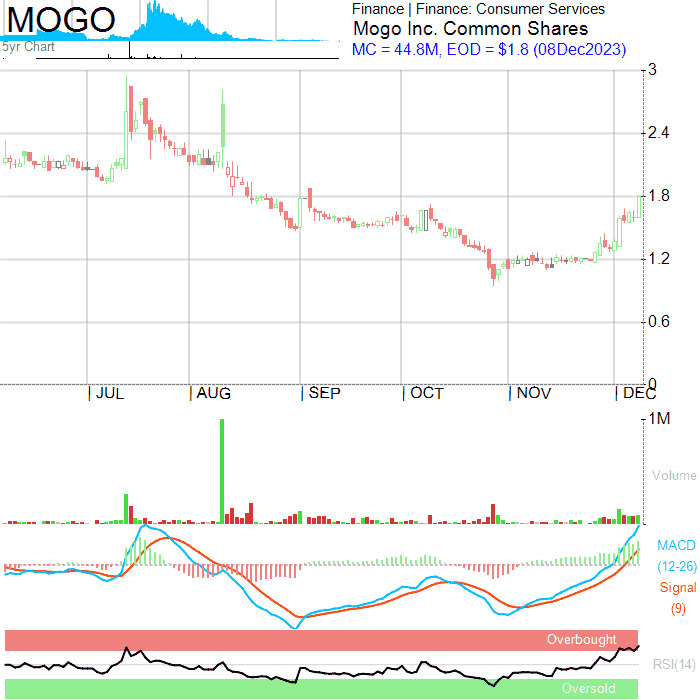 MOGO
5yr Chart
Finance | Finance: Consumer Services
Mogo Inc. Common Shares
MC = 44.8M, EOD = $1.8 (08Dec2023)
3
2.4
1.8
1.2
0.6
0
JUL AUG SEP OCT NOV DEC
1M
Volume
MACD
(12-26)
Signal
(9)
Overbought
RSI(14)
Oversold